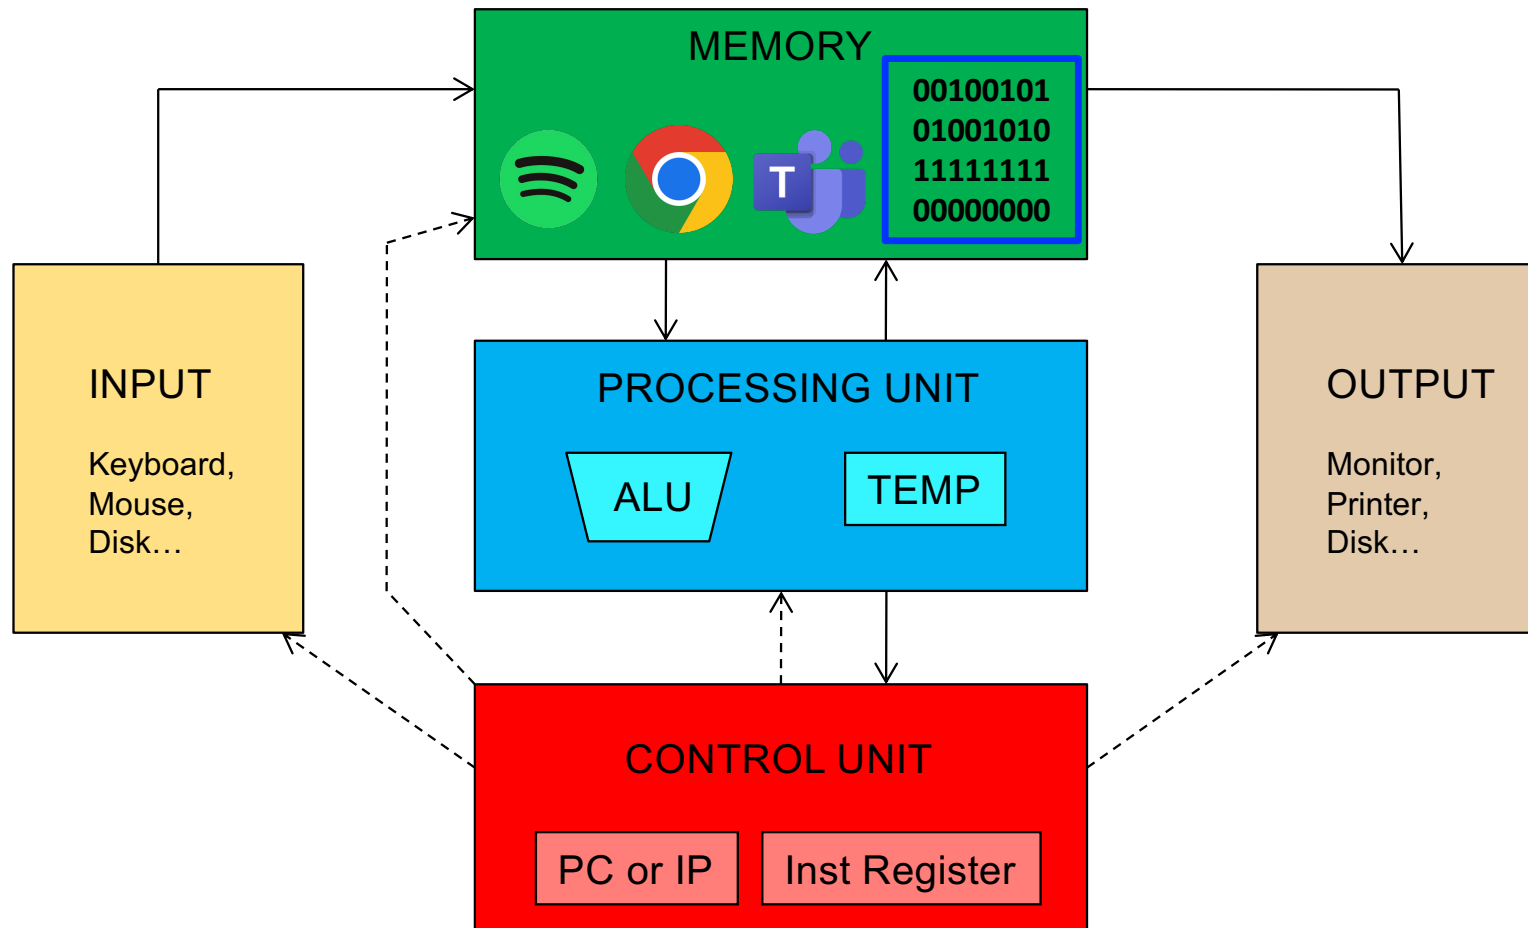 MEMORY
00100101
01001010
11111111
00000000
T
INPUT
Keyboard,
Mouse,
Disk…
PROCESSING UNIT
ALU
TEMP
OUTPUT
Monitor,
Printer,
Disk…
CONTROL UNIT
PC or IP
Inst Register